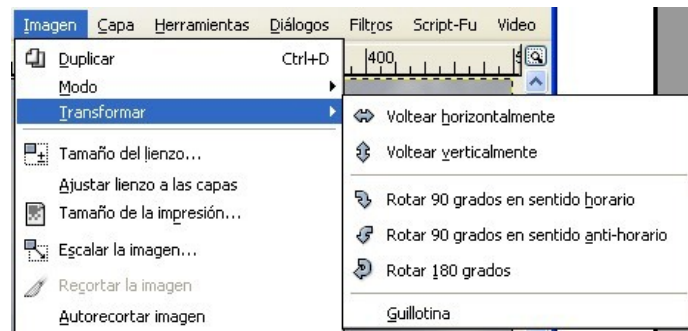 Imagen Capa Herramientas Diálogos Filtros Script-Fu Video
Duplicar Ctrl+D
400
Modo
Transformar
Voltear horizontalmente
Voltear verticalmente
Tamaño del lienzo...
Ajustar lienzo a las capas
Rotar 90 grados en sentido horario
Tamaño de la impresión...
Rotar 90 grados en sentido anti-horario
Escalar la imagen...
Rotar 180 grados
Recortar la imagen
Autorecortar imagen
Guillotina